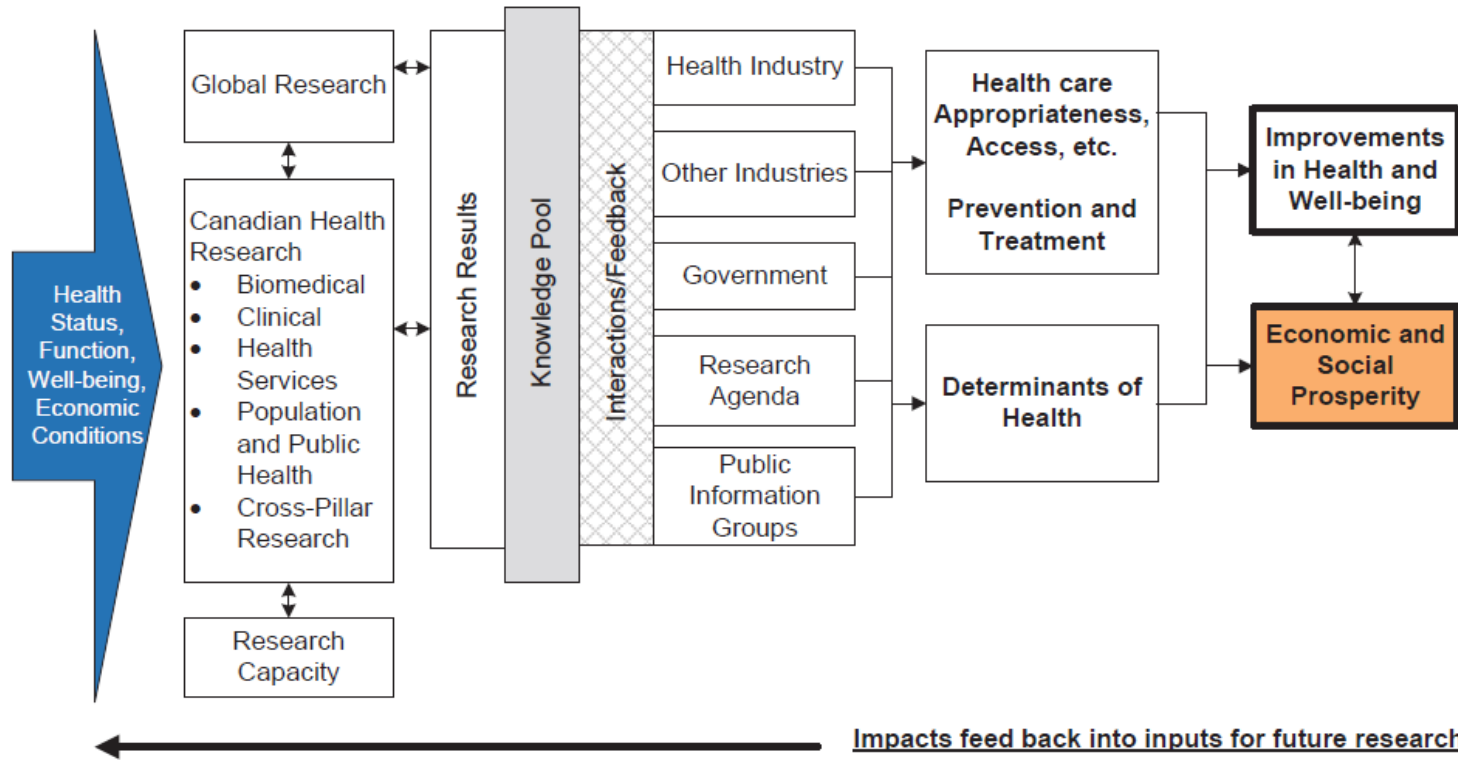 Health
Status,
Function,
Well-being,
Economic
Conditions
Global Research
Canadian Health
Research
• Biomedical
• Clinical
• Health
Services
• Population
and Public
Health
• Cross-Pillar
Research
Research
Capacity
Research Results
Knowledge Pool
Interactions/Feedback
Health Industry
Other Industries
Government
Research
Agenda
Public
Information
Groups
Health care
Appropriateness,
Access, etc.
Prevention and
Treatment
Determinants of
Health
Improvements
in Health and
Well-being
Economic and
Social
Prosperity
Impacts feed back into inputs for future research